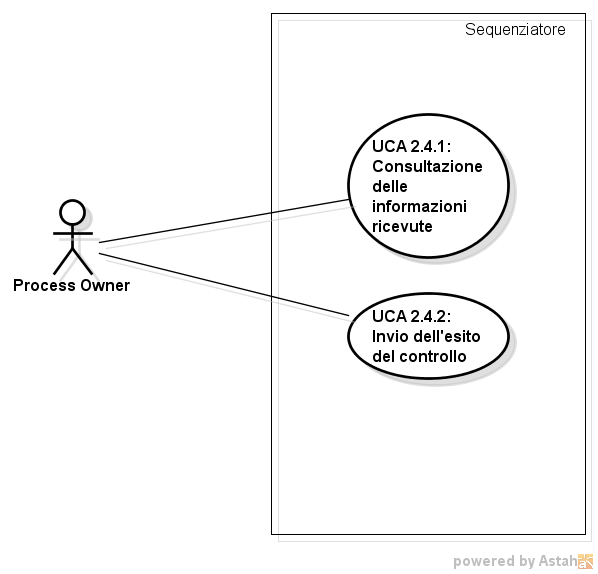 Sequenziatore
UCA 2.4.1:
Consultazione
delle
informazioni
ricevute
Process Owner
UCA 2.4.2:
Invio dell'esito
del controllo
powered by Astah